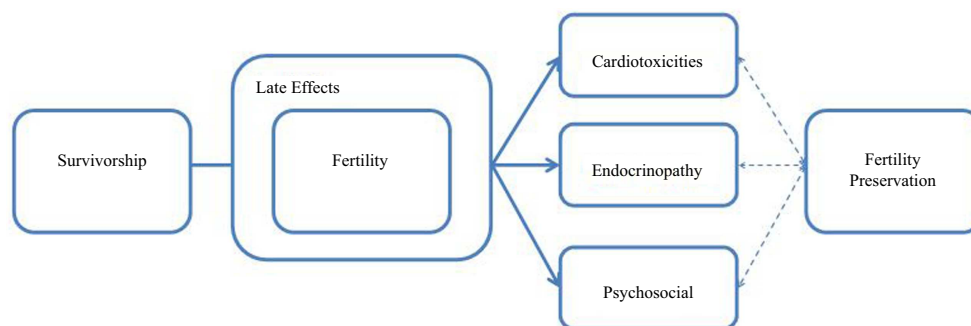 Survivorship
Late Effects
Fertility
Cardiotoxicities
Endocrinopathy
Psychosocial
Fertility
Preservation